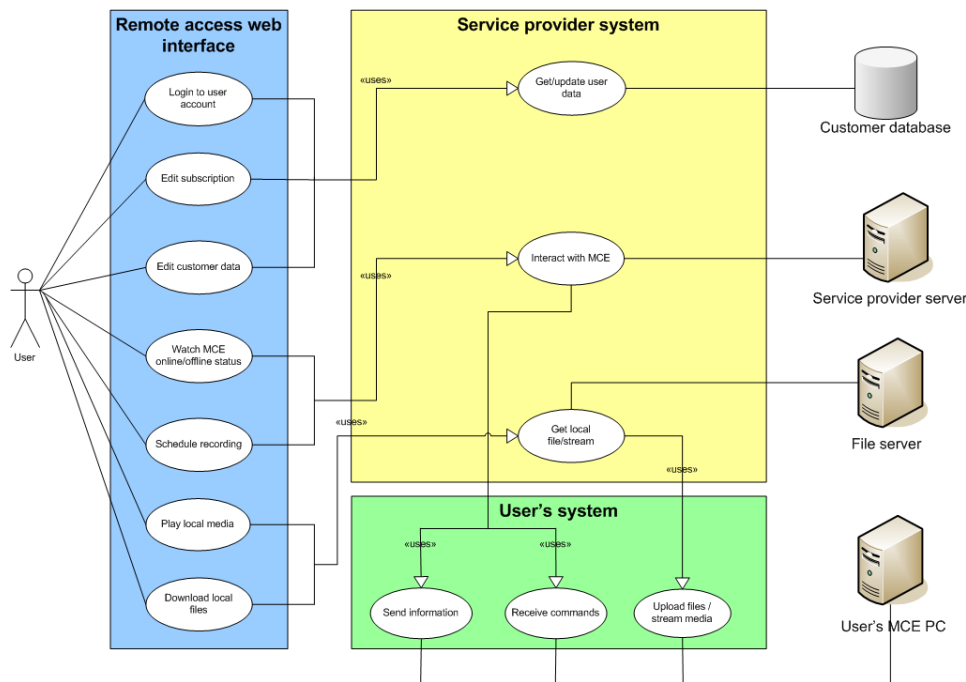 Remote access web
interface
Service provider system
Login to user
account
«uses»
Get/update user
data
Customer database
Edit subscription
Edit customer data
«uses»
Interact with MCE
Service provider server
User
Watch MCE
online/offline status
Schedule recording
«uses»
Get local
file/stream
File server
«uses»
Play local media
User's system
Download local
files
«uses»
«uses»
Send information
Receive commands
Upload files /
stream media
User's MCE PC